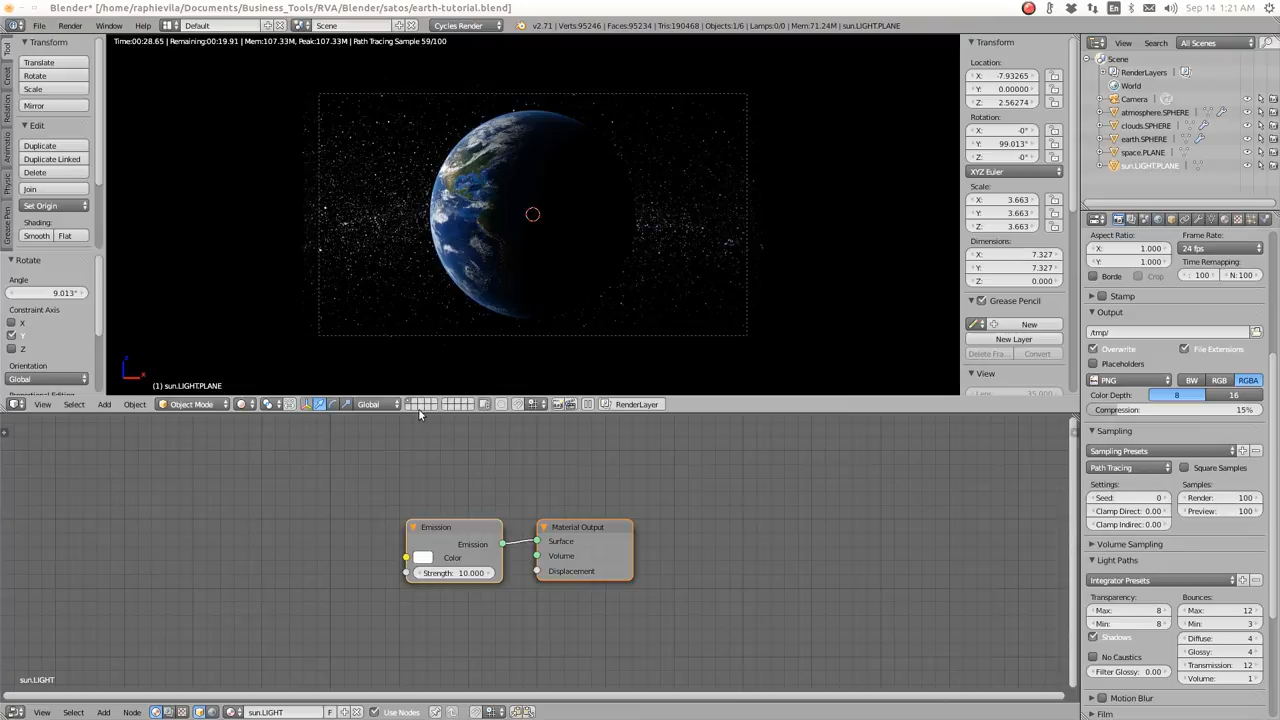 Blender* [/home/raphievila/Documents/Business_Tools/RVA/Blender/satos/earth-tutorial.blend]
En
Sep 14 1:21 AM
File
Render
Window
Help
Default
Scene
Cycles Render
v2.71 | Verts:95246 | Faces:95234 | Tris:190468 | Objects:1/6 | Lamps:0/0 | Mem:71.24M | sun.LIGHT.PLANE
View
Search
All Scenes
Time:00:28.65 | Remaining:00:19.91 | Mem:107.33M, Peak:107.33M | Path Tracing Sample 59/100
Transform
Translate
Rotate
Scale
Mirror
Edit
Duplicate
Duplicate Linked
Delete
Join
Set Origin
Shading:
Smooth
Flat
Rotate
Angle
9.013°
Constraint Axis
X
Y
Z
Orientation
Global
Tool
Creat
Relation
Animation
Physic
Grease Pen
(1) sun.LIGHT.PLANE
Transform
Location:
X: -7.93265
Y: 0.00000
Z: 2.56274
Rotation:
X: -0°
Y: 99.013°
Z: -0°
XYZ Euler
Scale:
X: 3.663
Y: 3.663
Z: 3.663
Dimensions:
X: 7.327
Y: 7.327
Z: 0.000
Grease Pencil
New
New Layer
Delete Fra...
Convert
View
Scene
RenderLayers
World
Camera
atmosphere.SPHERE
clouds.SPHERE
earth.SPHERE
space.PLANE
sun.LIGHT.PLANE
Aspect Ratio:
Frame Rate:
X: 1.000
24 fps
Y: 1.000
Time Remapping:
Borde
Crop
: 100
N:100
Stamp
Output
/tmp/
Overwrite
File Extensions
Placeholders
PNG
BW
RGB
RGBA
Color Depth:
8
16
Compression:
15%
Sampling
Sampling Presets
Path Tracing
Square Samples
Settings:
Samples:
Seed: 0
Render: 100
Clamp Direct: 0.00
Preview: 100
Clamp Indirec: 0.00
Volume Sampling
Light Paths
Integrator Presets
Transparency:
Bounces:
Max: 8
Max: 12
Min: 8
Min: 3
Shadows
Diffuse: 4
Glossy: 4
No Caustics
Transmission: 12
Filter Glossy: 0.00
Volume: 1
Motion Blur
Film
View
Select
Add
Object
Object Mode
Global
RenderLayer
Emission
Emission
Color
Strength: 10.000
Material Output
Surface
Volume
Displacement
sun.LIGHT
View
Select
Add
Node
sun.LIGHT
F
Use Nodes